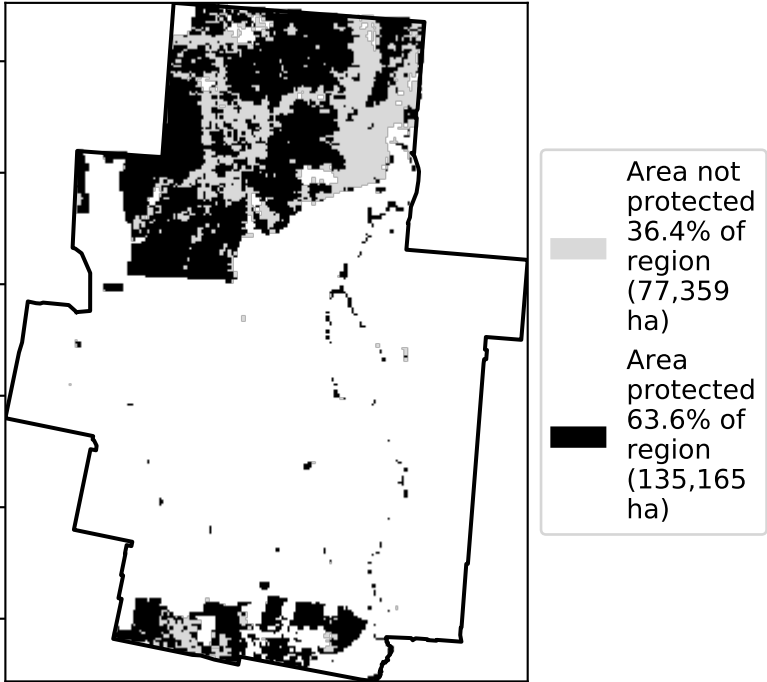 Area not
protected
36.4% of
region
(77,359
ha)
Area
protected
63.6% of
region
(135,165
ha)